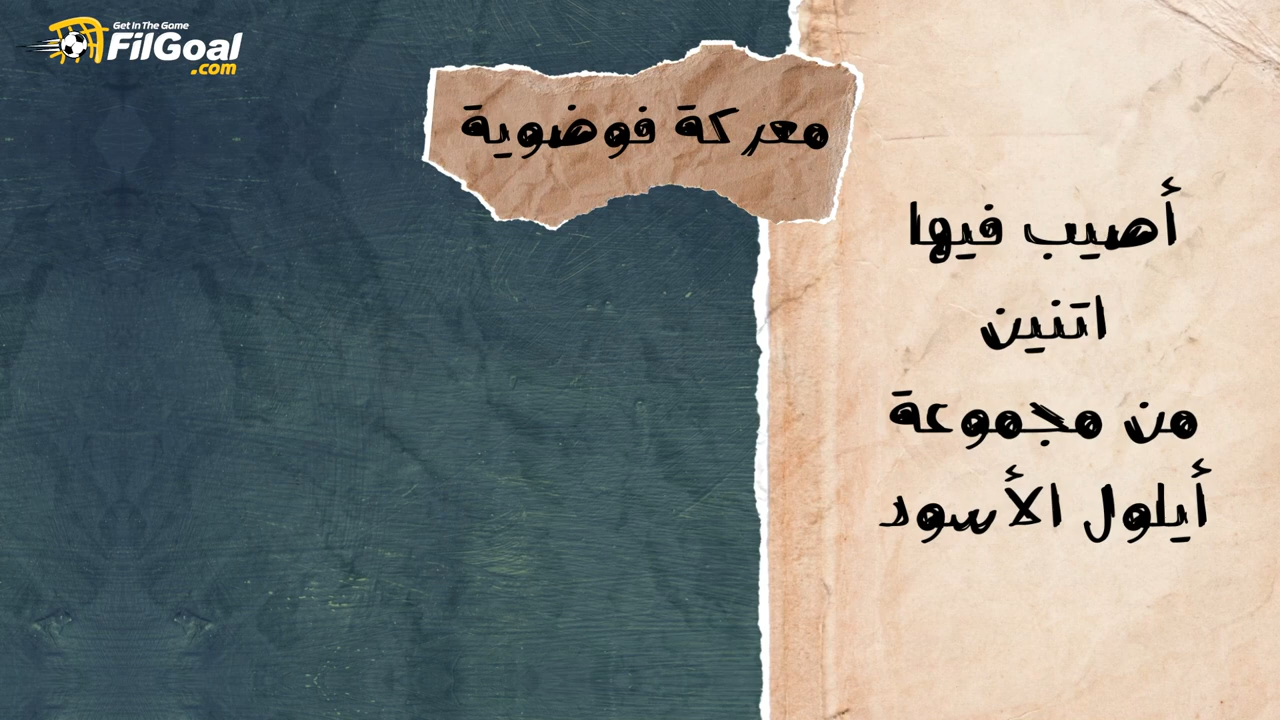 Get In The Game
FilGoal
.com
معركة فوضوية
أصيب فيها
اتنين
من مجموعة
أيلول الأسود